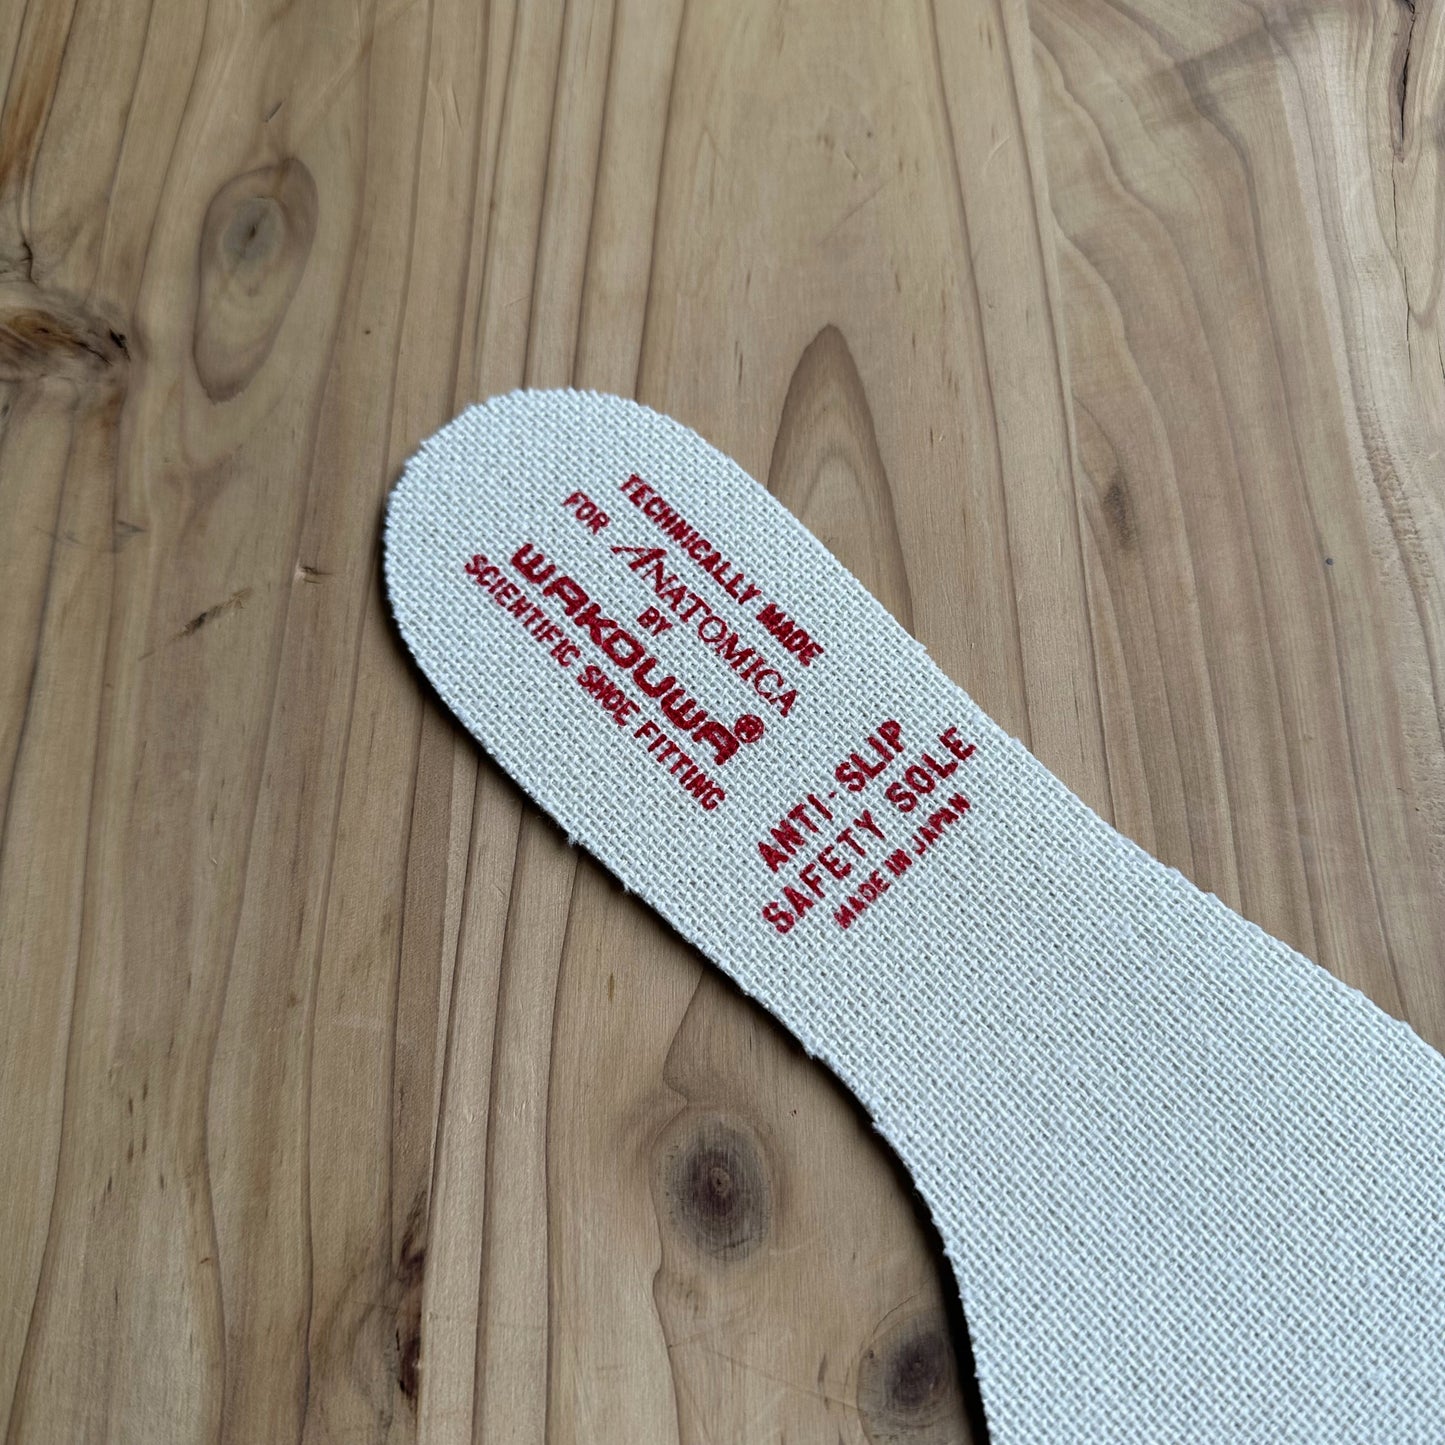 TECHNICALLY MADE
FOR ANATOMICA
BY
WAKOUWA®
SCIENTIFIC SHOE FITTING
ANTI-SLIP
SAFETY SOLE
MADE IN JAPAN